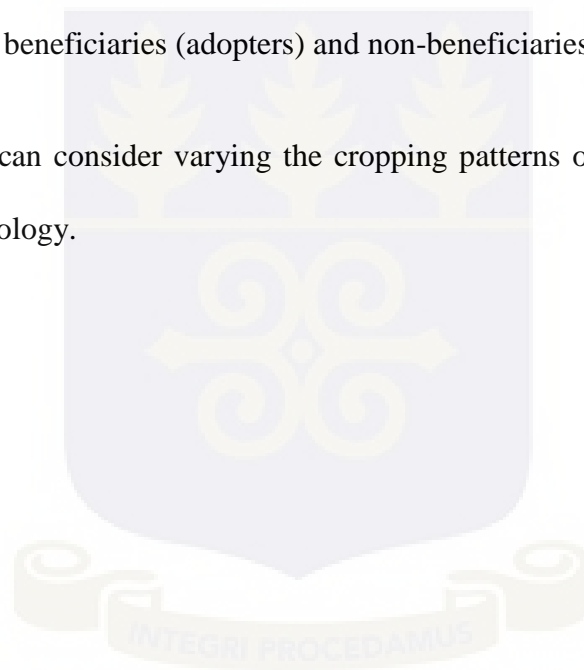 beneficiaries (adopters) and non-beneficiaries
can consider varying the cropping patterns o
ology.
INTEGRI PROCEDAMUS